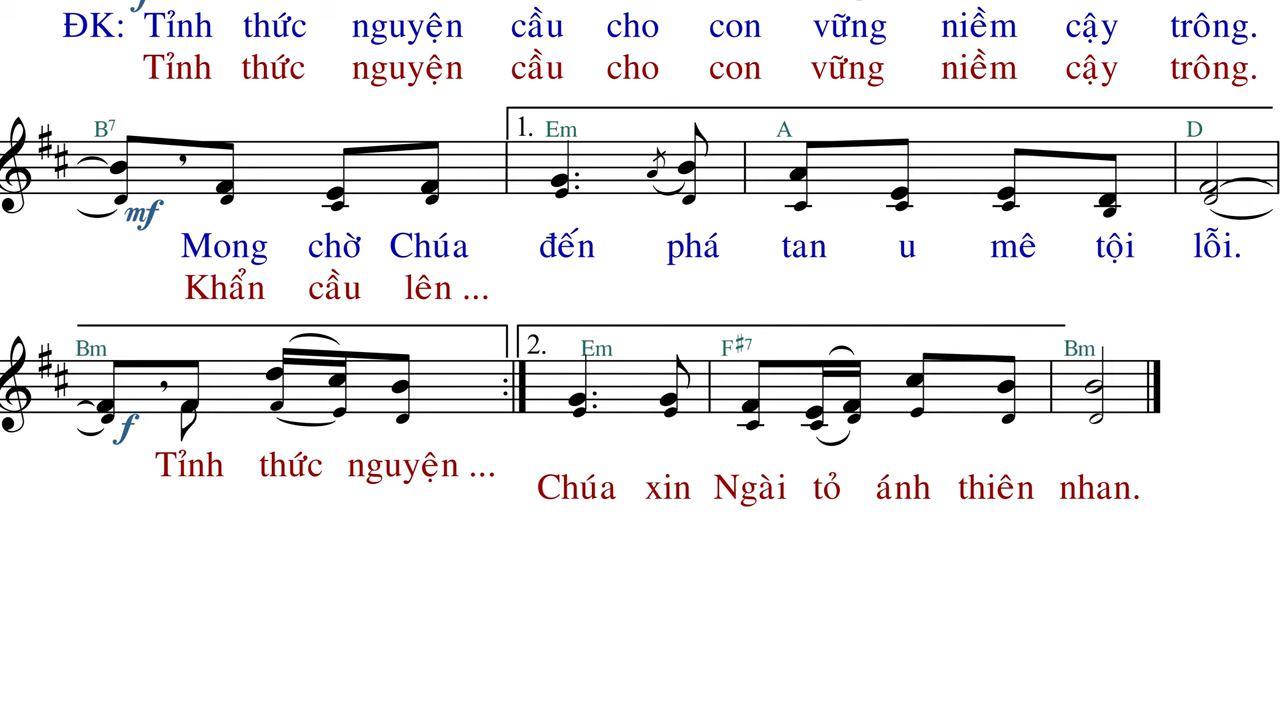 ĐK: Tỉnh thức nguyện cầu cho con vững niềm cậy trông.
Tỉnh thức nguyện cầu cho con vững niềm cậy trông.
B7 1. Em A D
mf
Mong chờ Chúa đến phá tan u mê tội lỗi.
Khẩn cầu lên ...
Bm 2. Em F♯7 Bm
f
Tỉnh thức nguyện ...
Chúa xin Ngài tỏ ánh thiên nhan.